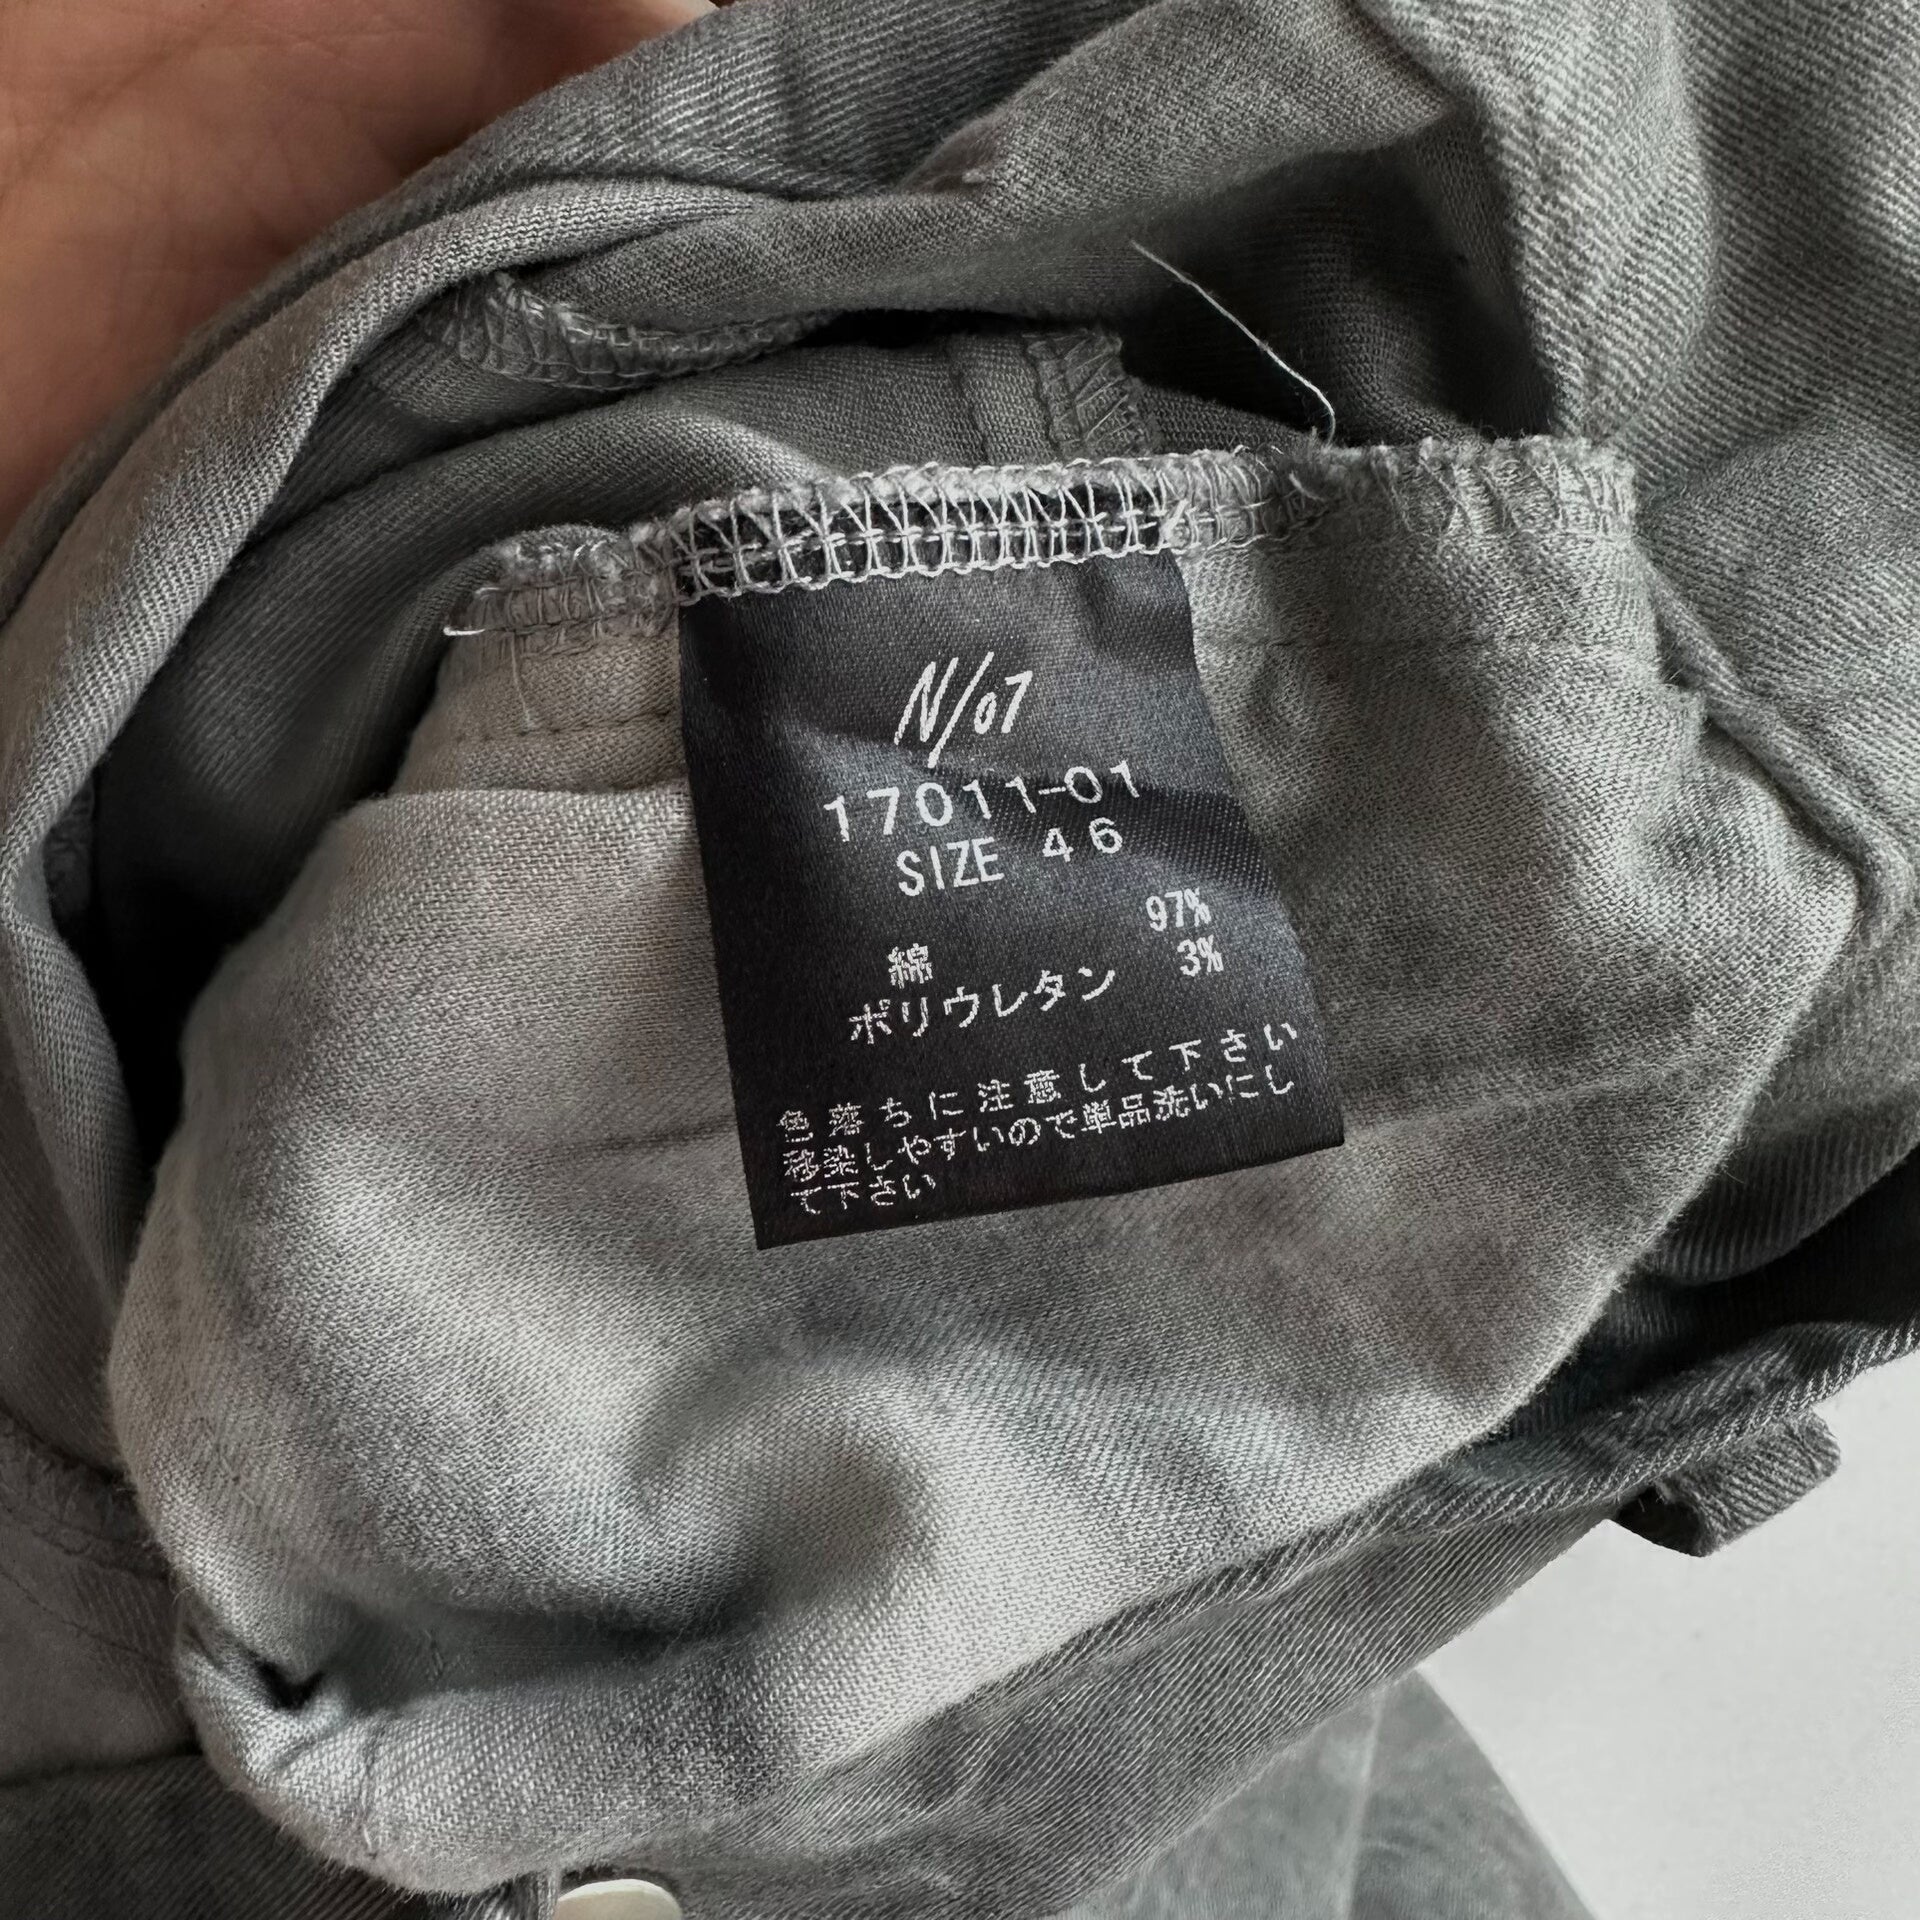 N/07
17011-01
SIZE 46
綿 97%
ポリウレタン 3%
色落ちに注意して下さい
移染しやすいので単品洗いにし
て下さい